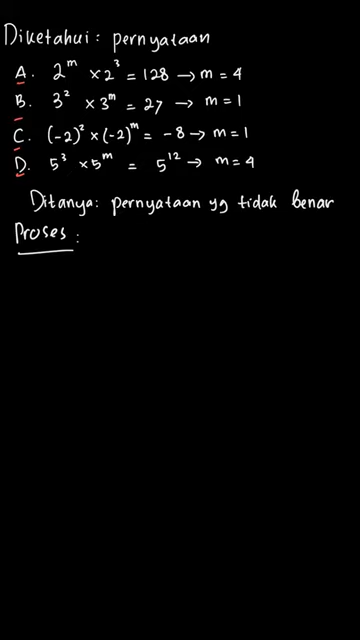 Diketahui: pernyataan
A. 2^m × 2^3 = 128 → m = 4
B. 3^2 × 3^m = 27 → m = 1
C. (-2)^2 × (-2)^m = -8 → m = 1
D. 5^3 × 5^m = 5^12 → m = 4
Ditanya: pernyataan yg tidak benar
Proses: